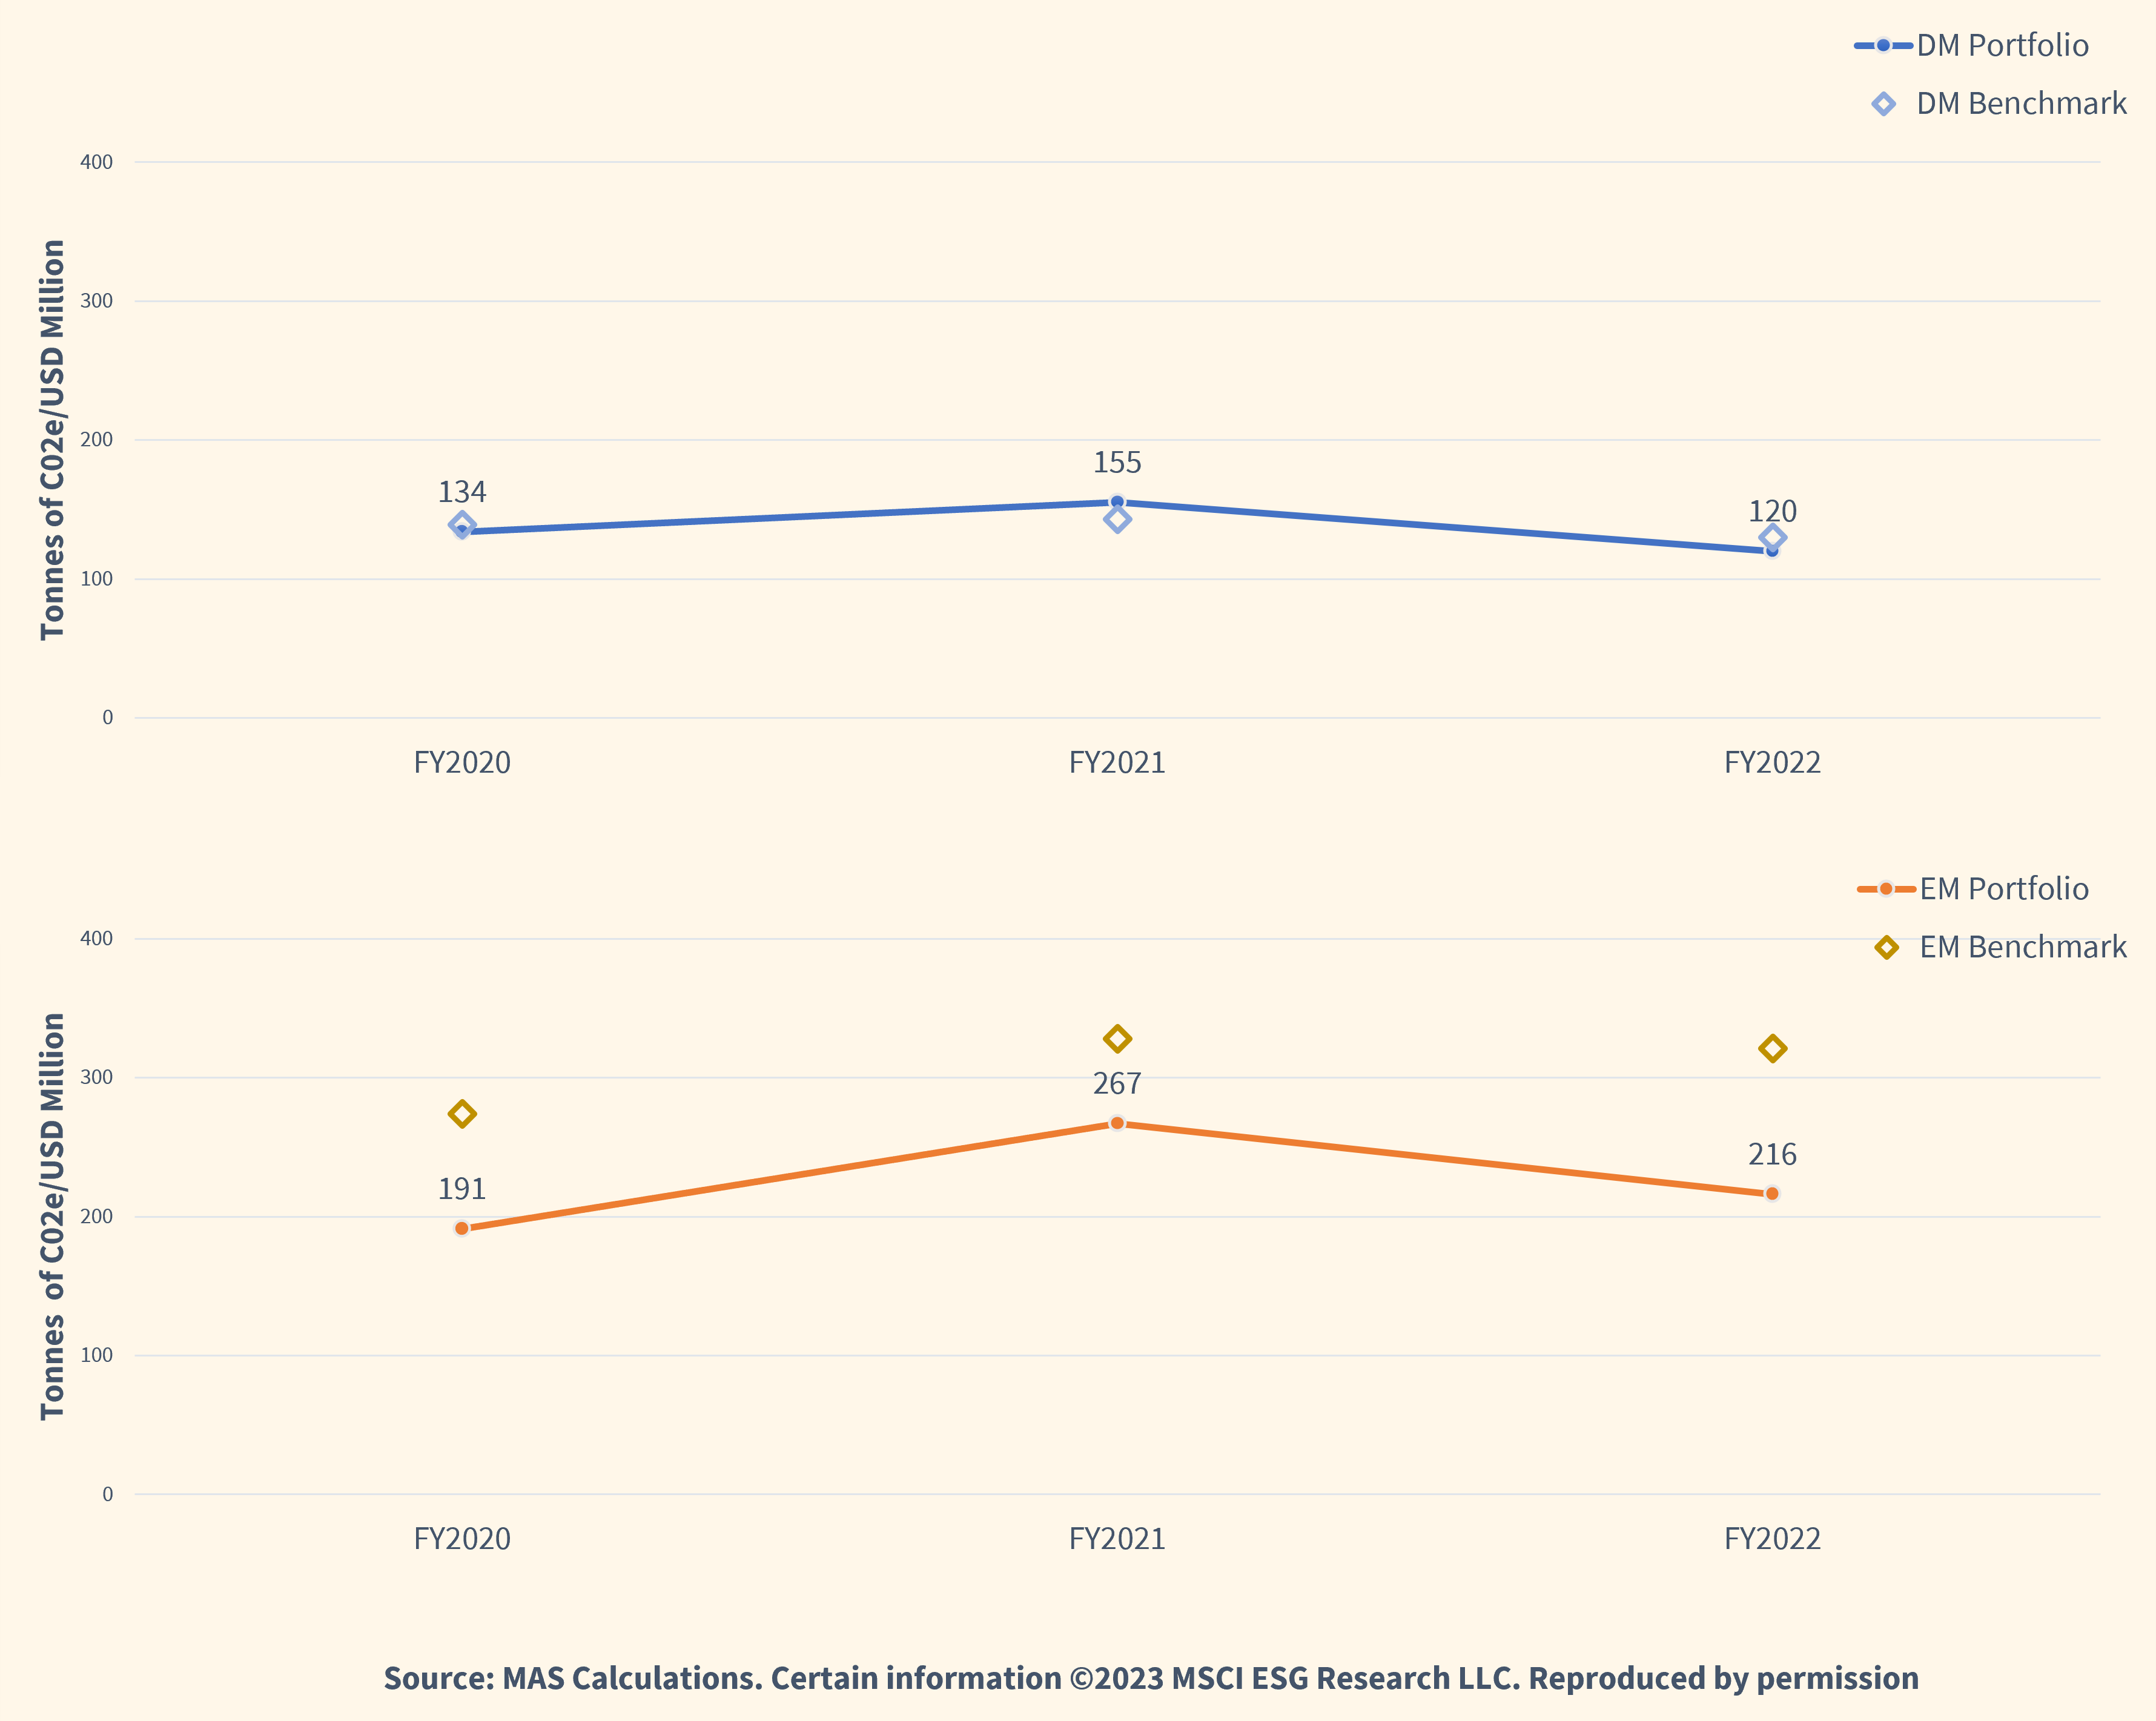 DM Portfolio
DM Benchmark
400
300
200
100
0
Tonnes of C02e/USD Million
134
155
120
FY2020
FY2021
FY2022
EM Portfolio
EM Benchmark
400
300
200
100
0
Tonnes of C02e/USD Million
191
267
216
FY2020
FY2021
FY2022
Source: MAS Calculations. Certain information ©2023 MSCI ESG Research LLC. Reproduced by permission